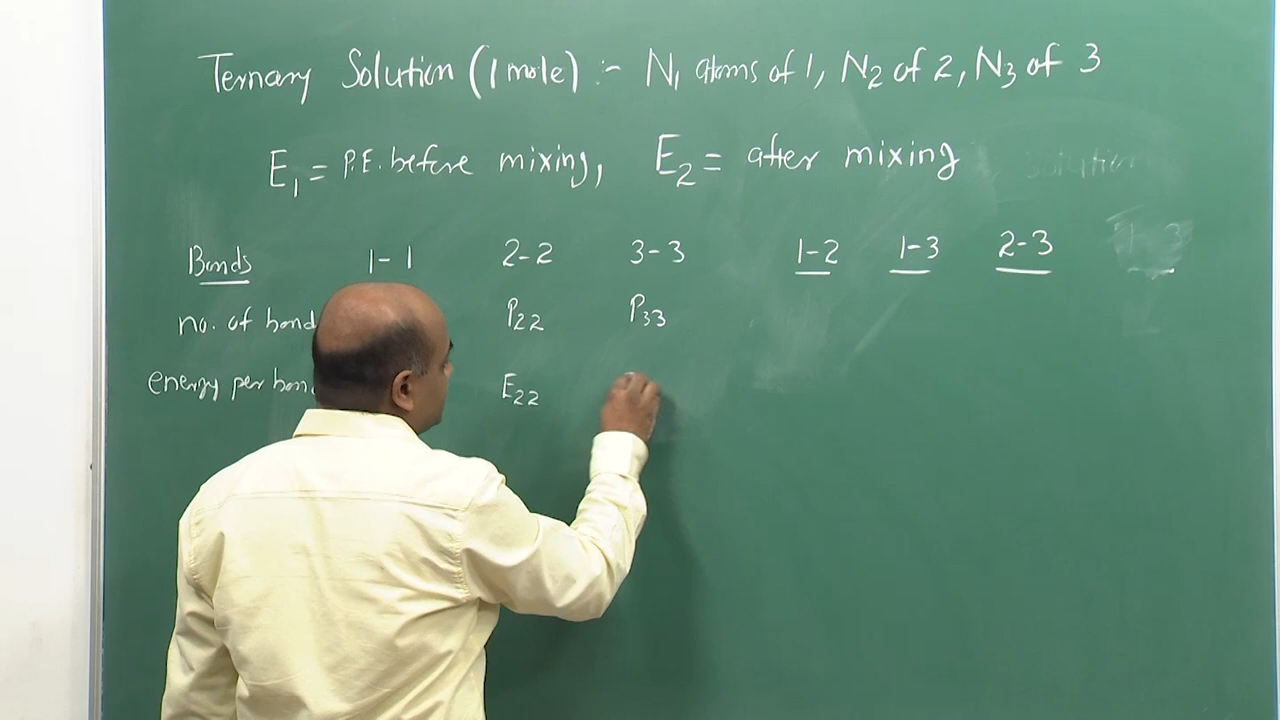 Ternary Solution (1 mole) :- N1 atoms of 1, N2 of 2, N3 of 3
E1 = P.E. before mixing, E2 = after mixing
Bonds 1-1 2-2 3-3 1-2 1-3 2-3
no. of bond P22 P33
energy per bond E22